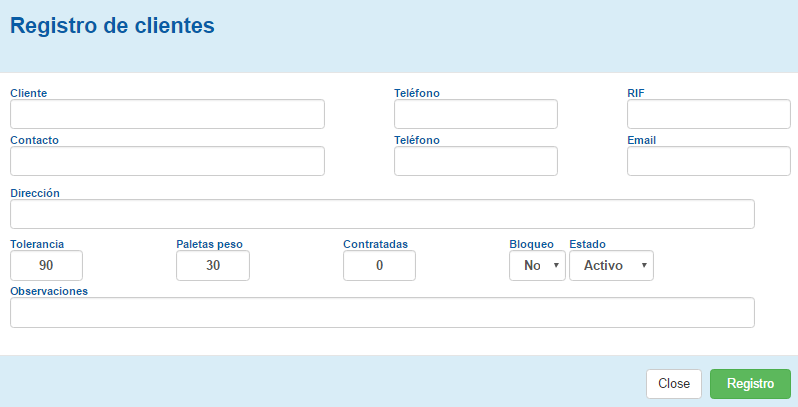 Registro de clientes
Cliente Teléfono RIF
Contacto Teléfono Email
Dirección
Tolerancia Paletas peso Contratadas Bloqueo Estado
90 30 0 No Activo
Observaciones
Close Registro